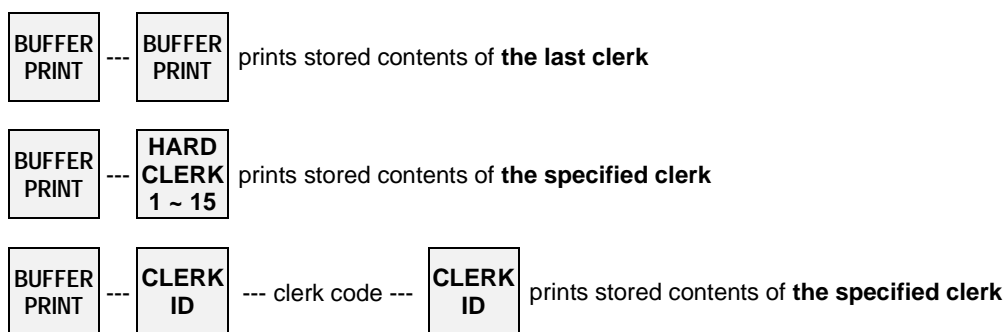 BUFFER PRINT --- BUFFER PRINT prints stored contents of the last clerk
BUFFER PRINT --- HARD CLERK 1 ~ 15 prints stored contents of the specified clerk
BUFFER PRINT --- CLERK ID --- clerk code --- CLERK ID prints stored contents of the specified clerk